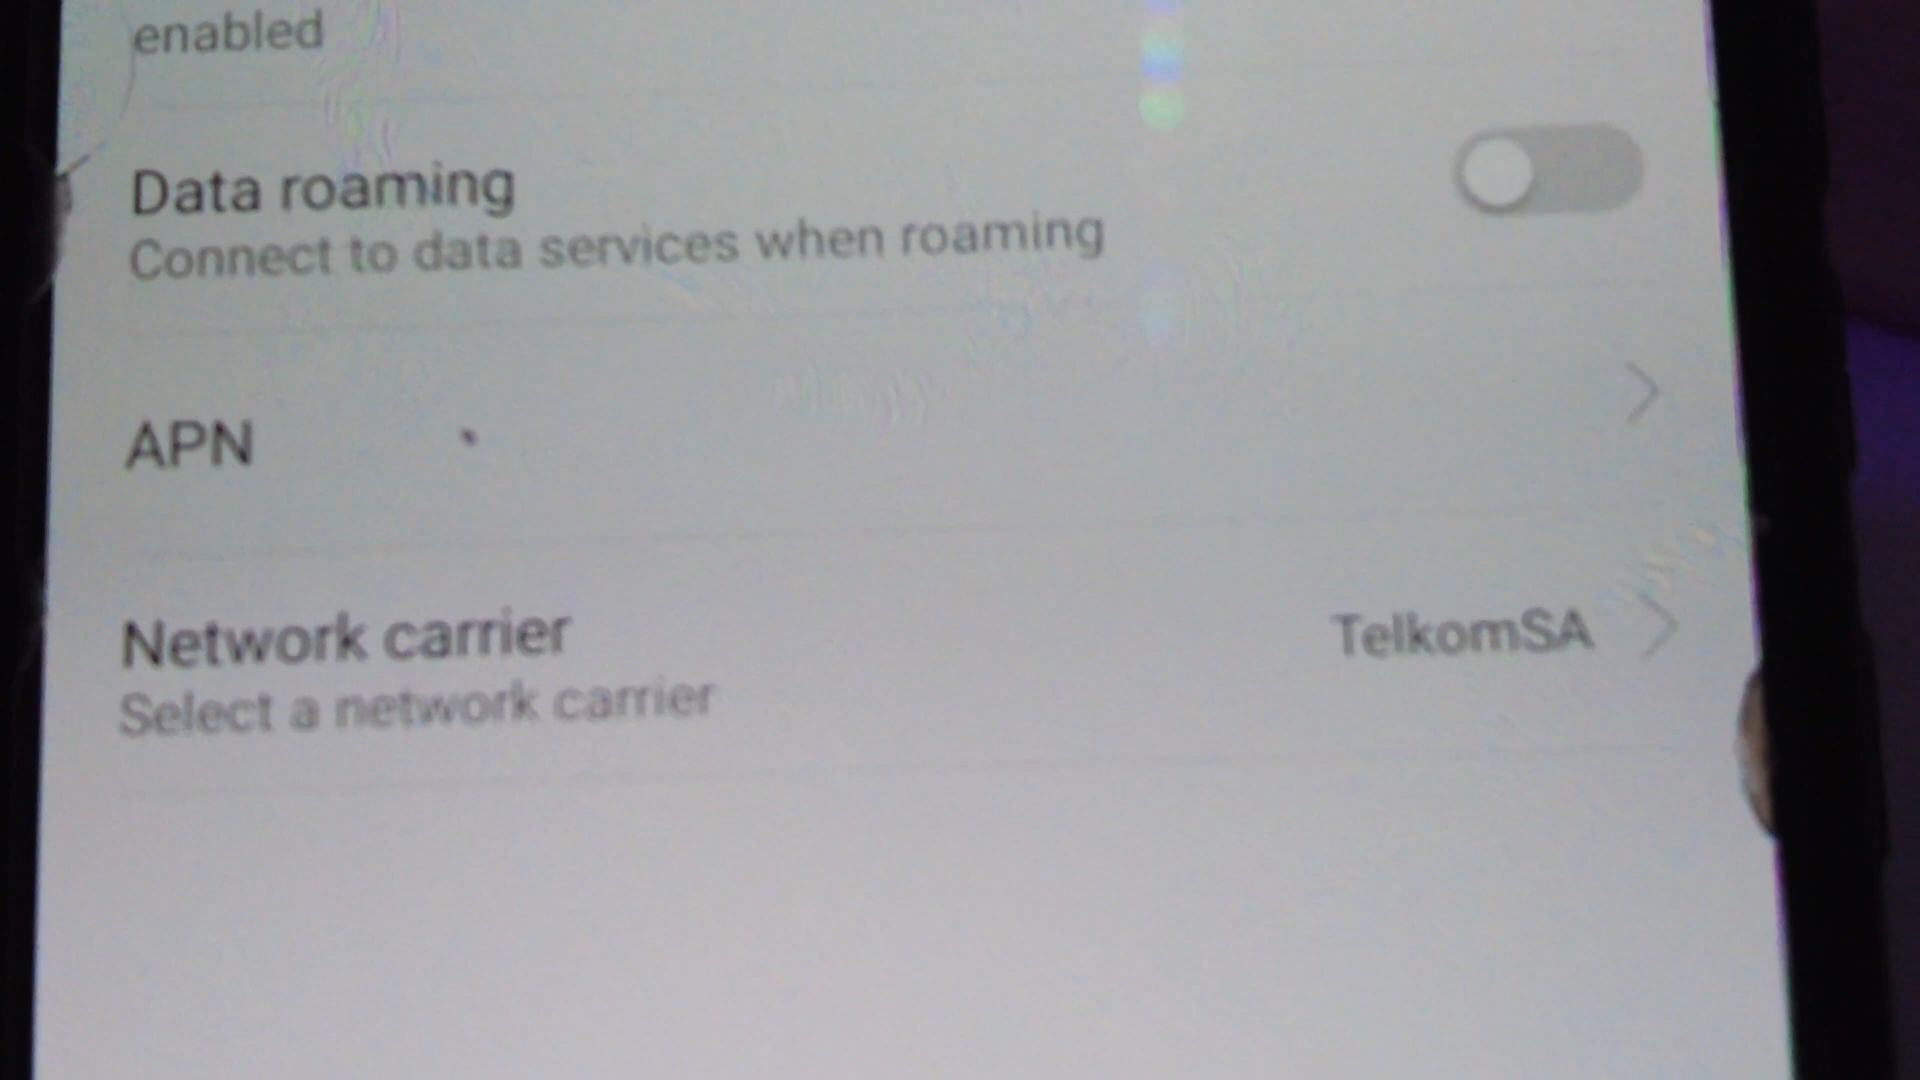 enabled
Data roaming
Connect to data services when roaming
APN
Network carrier
TelkomSA
Select a network carrier